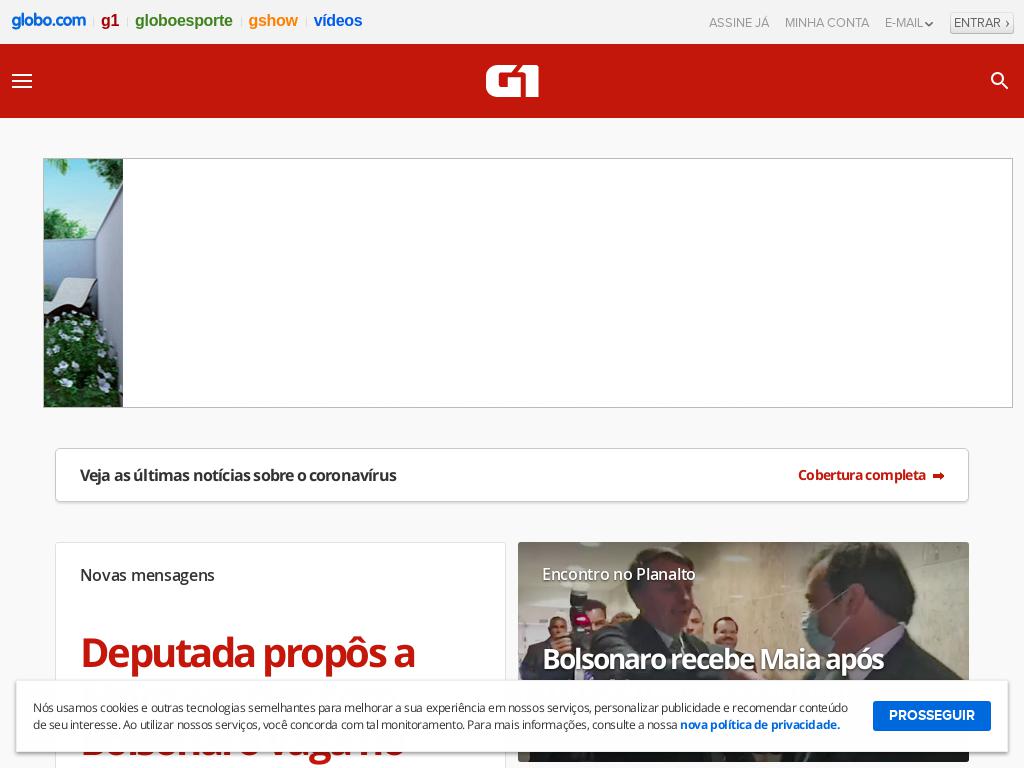 globo.com g1 globoesporte gshow vídeos ASSINE JÁ MINHA CONTA E-MAIL ENTRAR ›
G1
Veja as últimas notícias sobre o coronavírus Cobertura completa
Novas mensagens
Deputada propôs a
Encontro no Planalto
Bolsonaro recebe Maia após
Nós usamos cookies e outras tecnologias semelhantes para melhorar a sua experiência em nossos serviços, personalizar publicidade e recomendar conteúdo
de seu interesse. Ao utilizar nossos serviços, você concorda com tal monitoramento. Para mais informações, consulte a nossa nova política de privacidade.
PROSSEGUIR